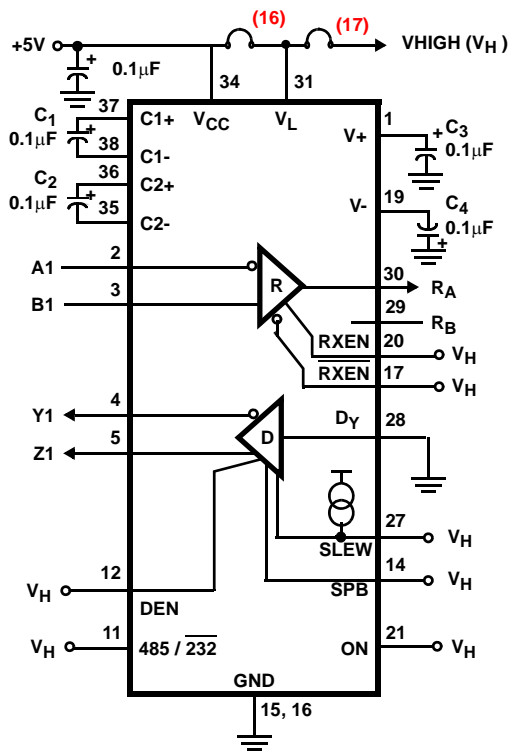 (16) (17)
+5V VHIGH (VH)
+ 0.1µF 34 31
37 VCC VL 1
C1 0.1µF + C1+ V+ + C3 0.1µF
38 C1-
36
C2 0.1µF + C2+ 19
35 C2- V- C4 0.1µF +
2 30
A1 R RA
3 29
B1 RB
RXEN 20 VH
RXEN 17 VH
4
Y1 DY 28
5 D
Z1
27
SLEW VH
12 14
VH DEN SPB VH
11 21
VH 485 / 232 ON VH
GND
15, 16